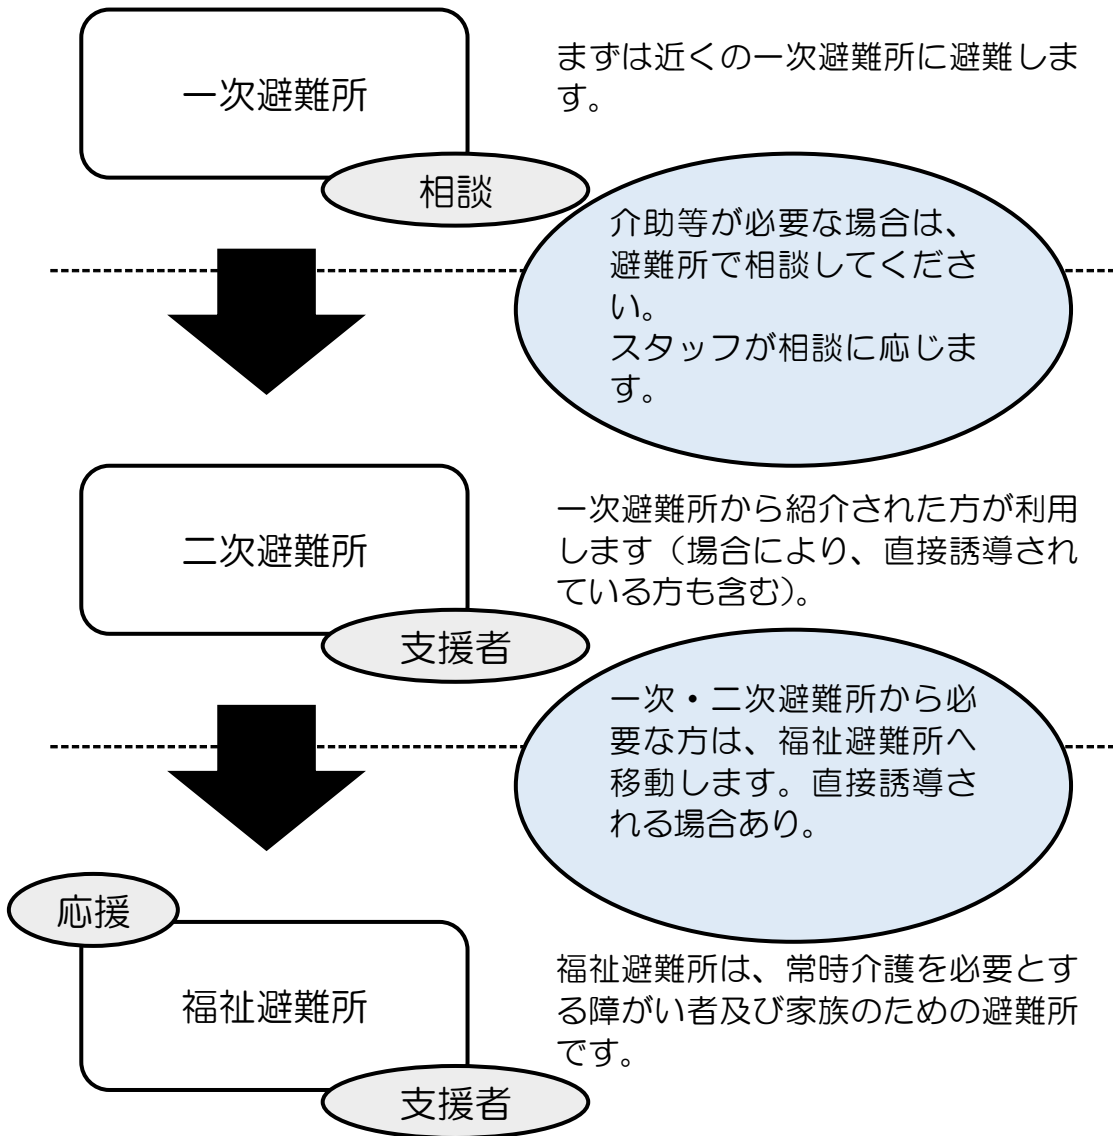 一次避難所
まずは近くの一次避難所に避難しま
す。
相談
介助等が必要な場合は、
避難所で相談してくださ
い。
スタッフが相談に応じま
す。
二次避難所
一次避難所から紹介された方が利用
します（場合により、直接誘導され
ている方も含む）。
支援者
一次・二次避難所から必
要な方は、福祉避難所へ
移動します。直接誘導さ
れる場合あり。
応援
福祉避難所
福祉避難所は、常時介護を必要とす
る障がい者及び家族のための避難所
です。
支援者